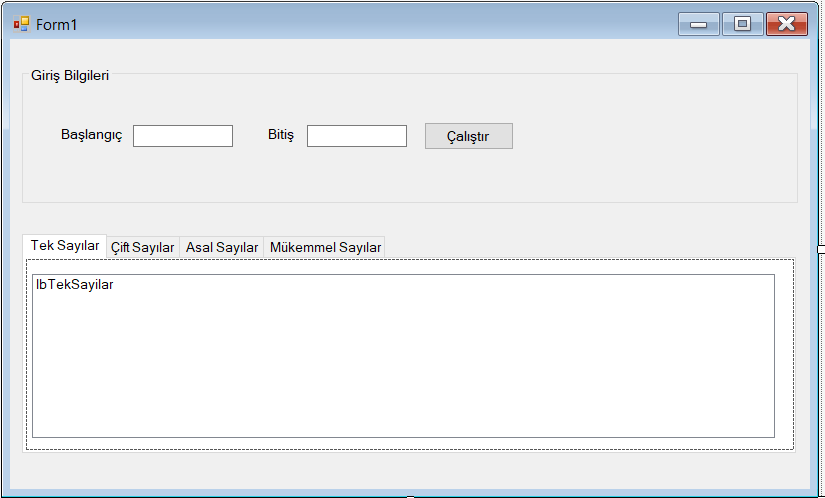 Form1
Giriş Bilgileri
Başlangıç Bitiş Çalıştır
Tek Sayılar Çift Sayılar Asal Sayılar Mükemmel Sayılar
lbTekSayilar